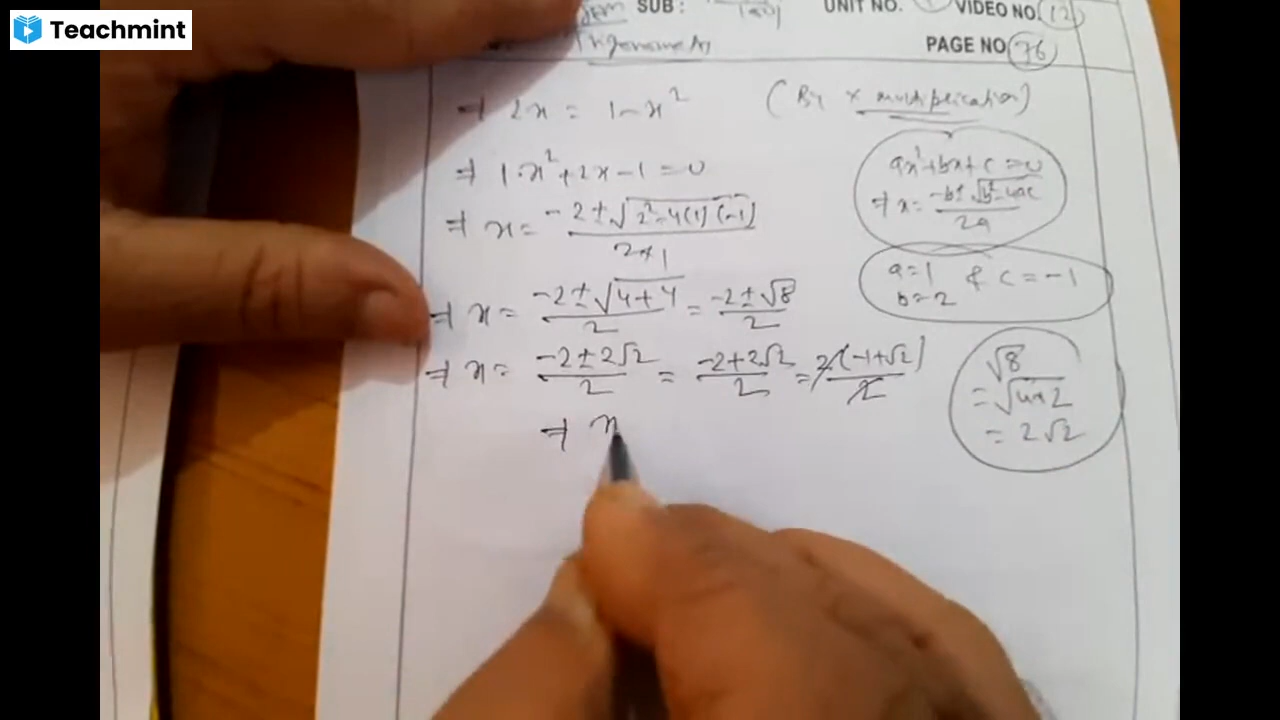 Teachmint
SUB : UNIT NO. 1 VIDEO NO. 12
Trigonometry PAGE NO 76
⇒ 2x = 1-x² (By × multiplication)
⇒ 1·x²+2x-1=0
ax²+bx+c=0
⇒ x= -b±√b²-4ac / 2a
⇒ x= -2±√2²-4(1)(-1) / 2×1
a=1 & c=-1
b=2
⇒ x= -2±√4+4 / 2 = -2±√8 / 2
⇒ x= -2±2√2 / 2 = -2+2√2 / 2 = 2(-1+√2) / 2
√8
= √4×2
= 2√2
⇒ x